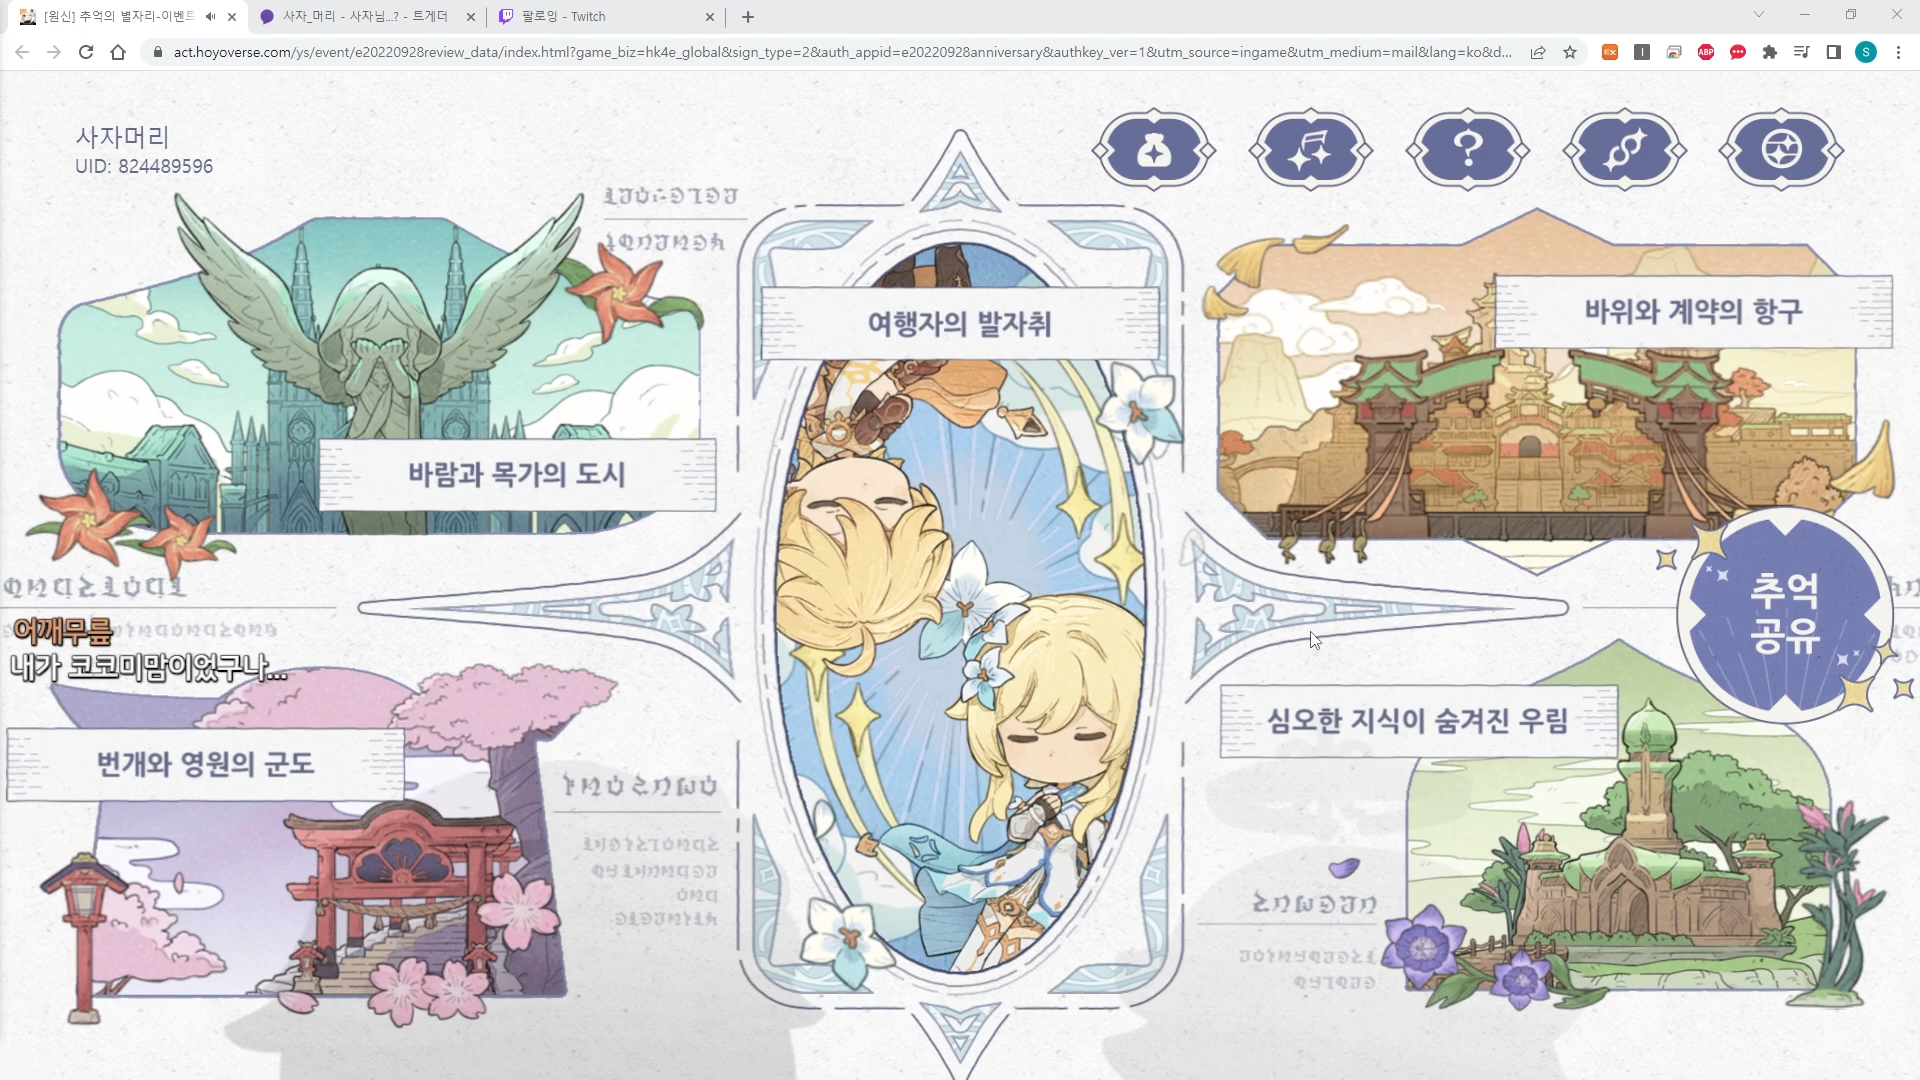 [원신] 추억의 별자리-이벤트
사자_머리 - 사자님...? - 트게더
팔로잉 - Twitch
act.hoyoverse.com/ys/event/e20220928review_data/index.html?game_biz=hk4e_global&sign_type=2&auth_appid=e20220928anniversary&authkey_ver=1&utm_source=ingame&utm_medium=mail&lang=ko&d...
Ex
I
ABP
S
사자머리
UID: 824489596
여행자의 발자취
바위와 계약의 항구
바람과 목가의 도시
추억
공유
어깨무릎
내가 코코미맘이었구나...
심오한 지식이 숨겨진 우림
번개와 영원의 군도